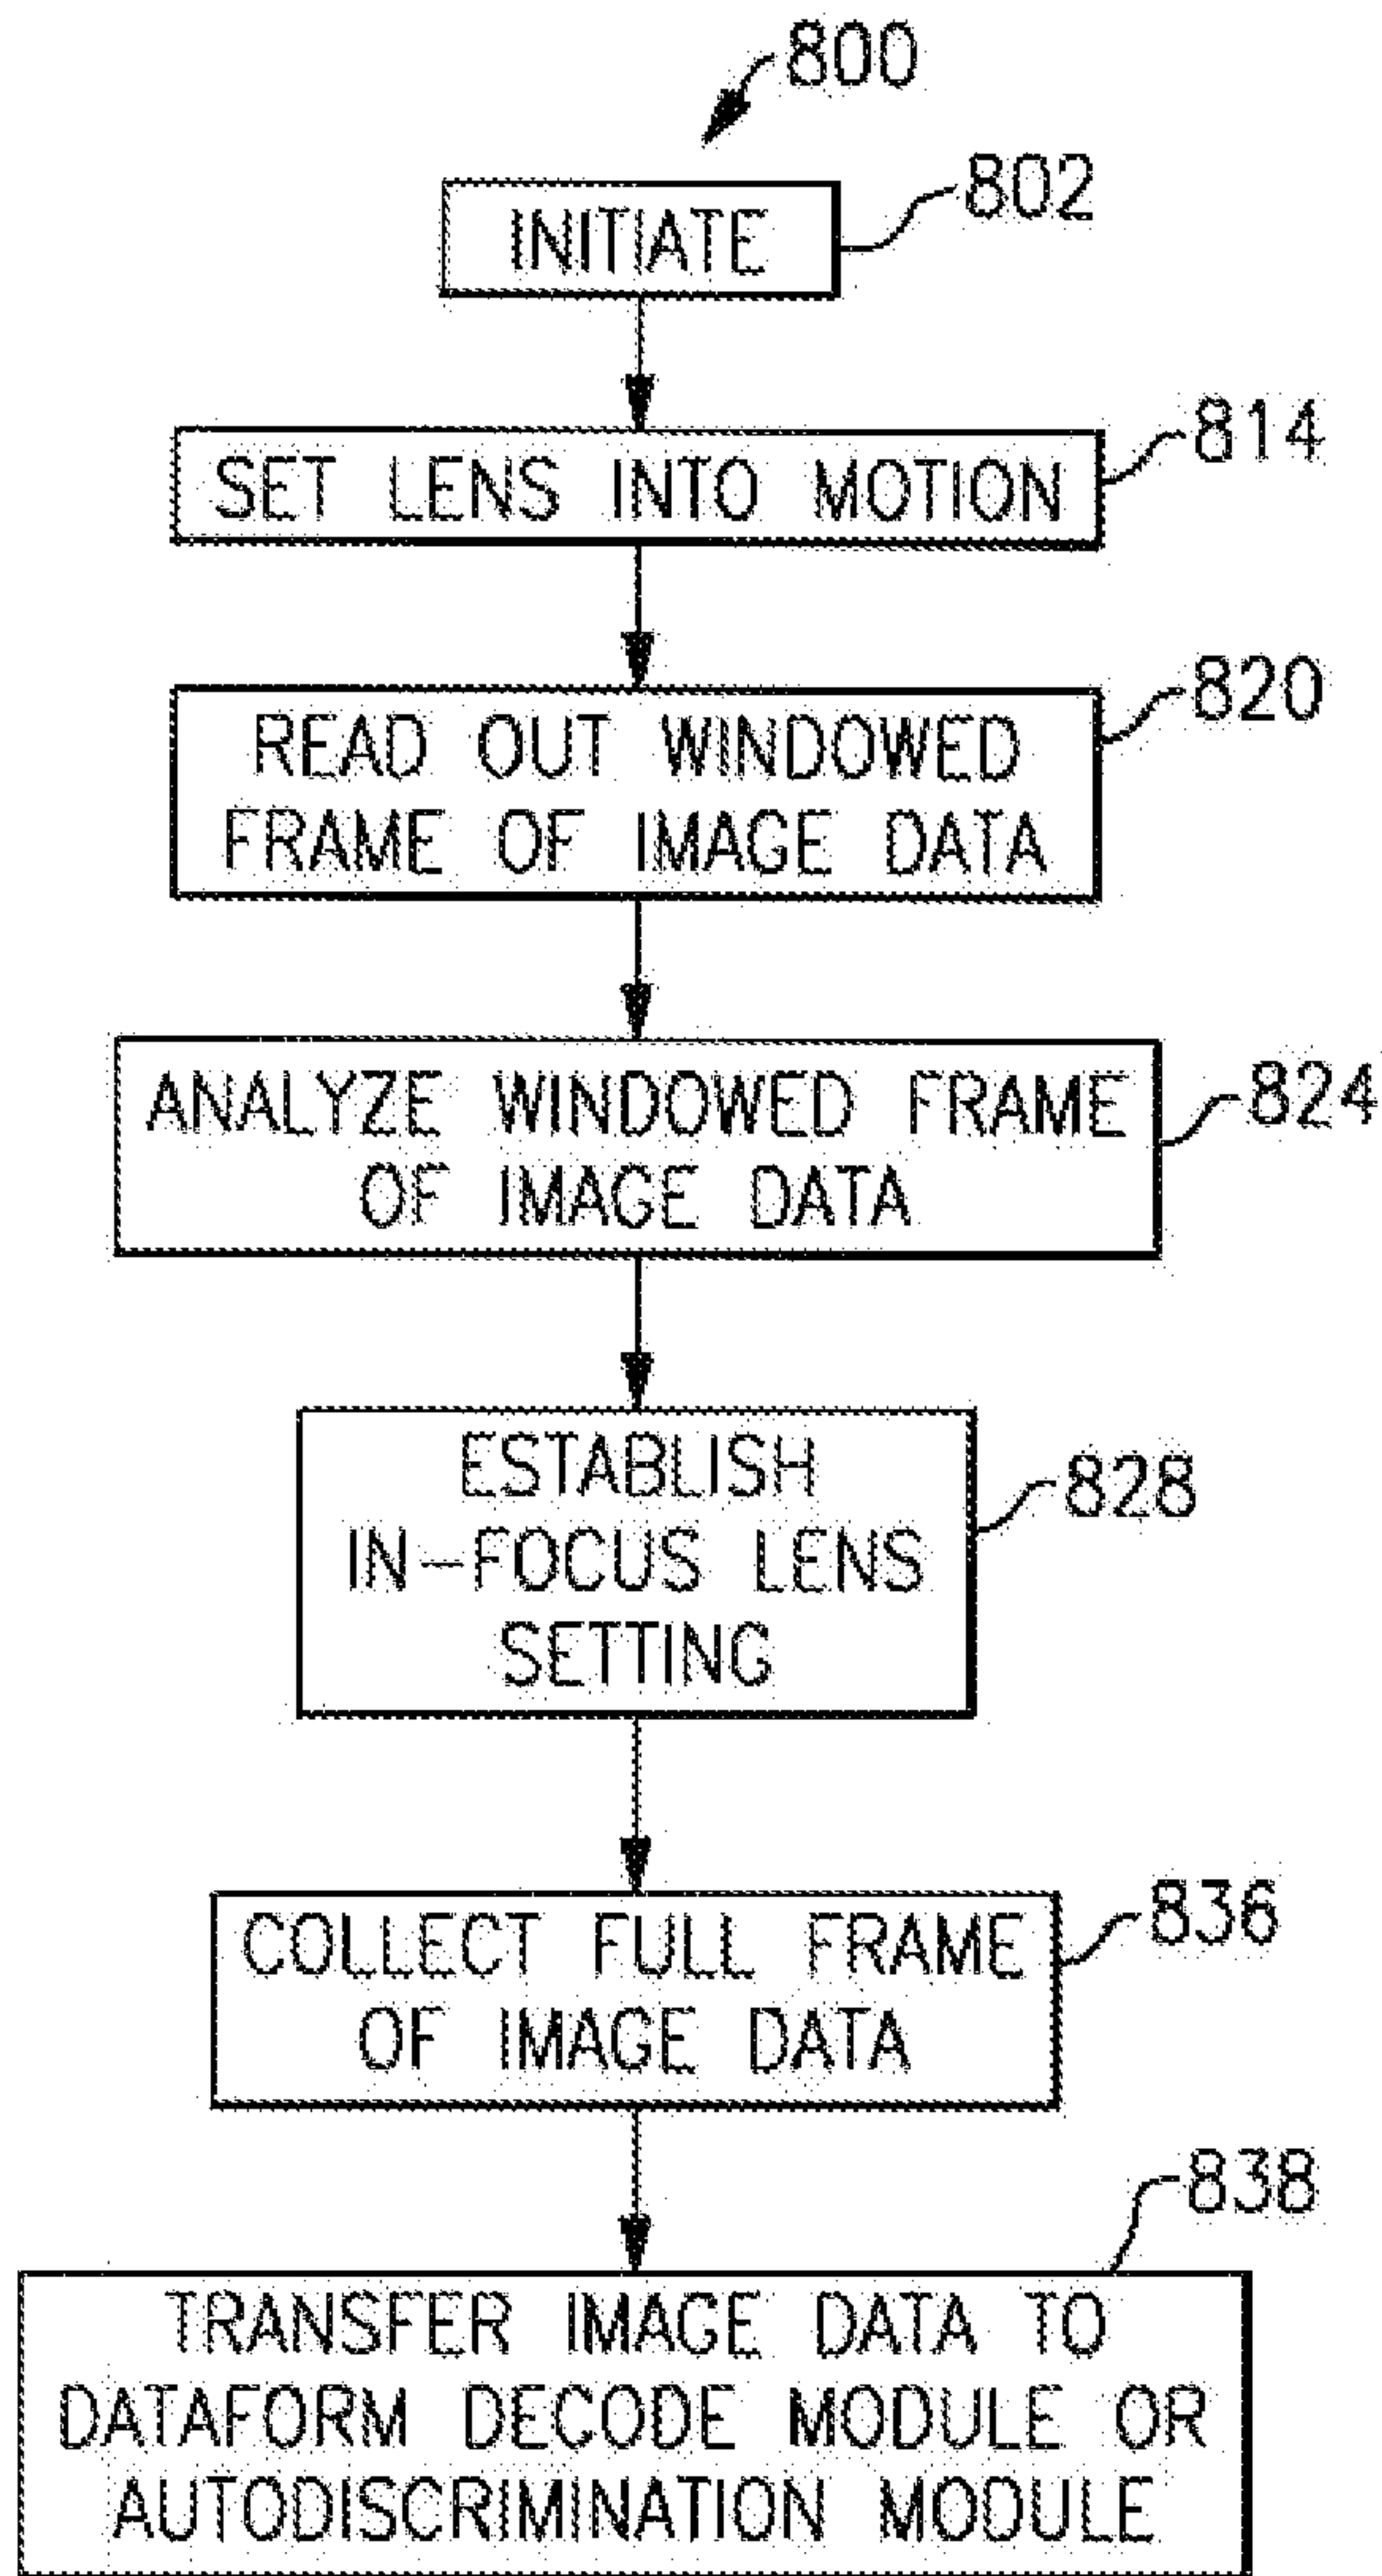 800
INITIATE
802
SET LENS INTO MOTION
814
READ OUT WINDOWED
FRAME OF IMAGE DATA
820
ANALYZE WINDOWED FRAME
OF IMAGE DATA
824
ESTABLISH
IN-FOCUS LENS
SETTING
828
COLLECT FULL FRAME
OF IMAGE DATA
836
TRANSFER IMAGE DATA TO
DATAFORM DECODE MODULE OR
AUTODISCRIMINATION MODULE
838